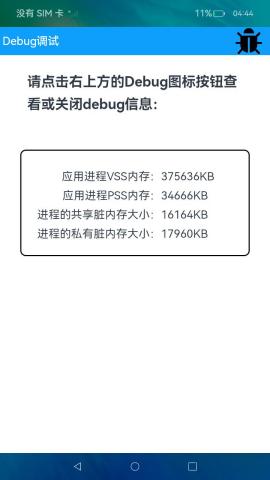 没有 SIM 卡
11%
04:44
Debug调试
请点击右上方的Debug图标按钮查
看或关闭debug信息：
应用进程VSS内存：375636KB
应用进程PSS内存：34666KB
进程的共享脏内存大小：16164KB
进程的私有脏内存大小：17960KB